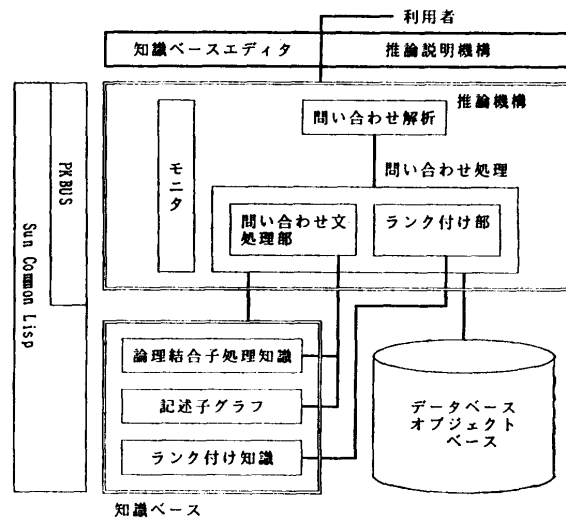 利用者
知識ベースエディタ
推論説明機構
推論機構
問い合わせ解析
問い合わせ処理
モニタ
問い合わせ文
処理部
ランク付け部
PKBUS
Sun Common Lisp
論理結合子処理知識
記述子グラフ
ランク付け知識
知識ベース
データベース
オブジェクト
ベース